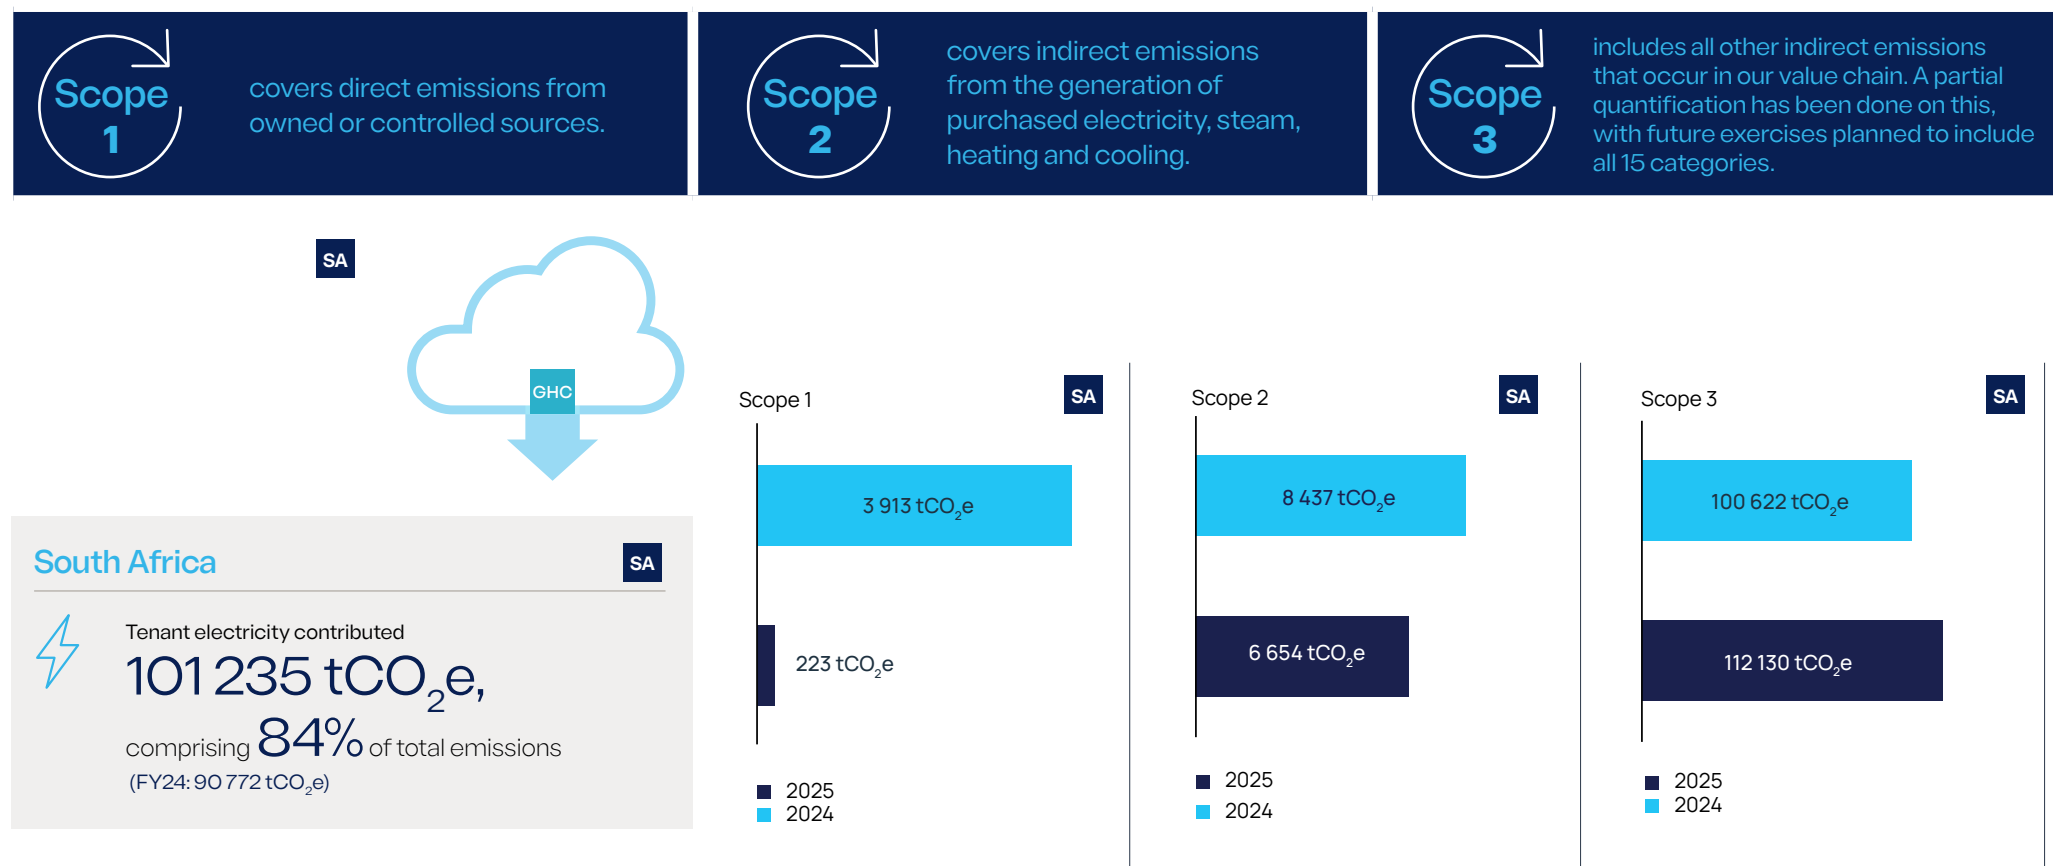 Scope
1
covers direct emissions from
owned or controlled sources.
Scope
2
covers indirect emissions
from the generation of
purchased electricity, steam,
heating and cooling.
Scope
3
includes all other indirect emissions
that occur in our value chain. A partial
quantification has been done on this,
with future exercises planned to include
all 15 categories.
SA
GHC
South Africa
SA
Tenant electricity contributed
101 235 tCO₂e,
comprising 84% of total emissions
(FY24: 90 772 tCO₂e)
Scope 1
SA
3 913 tCO₂e
223 tCO₂e
2025
2024
Scope 2
SA
8 437 tCO₂e
6 654 tCO₂e
2025
2024
Scope 3
SA
100 622 tCO₂e
112 130 tCO₂e
2025
2024